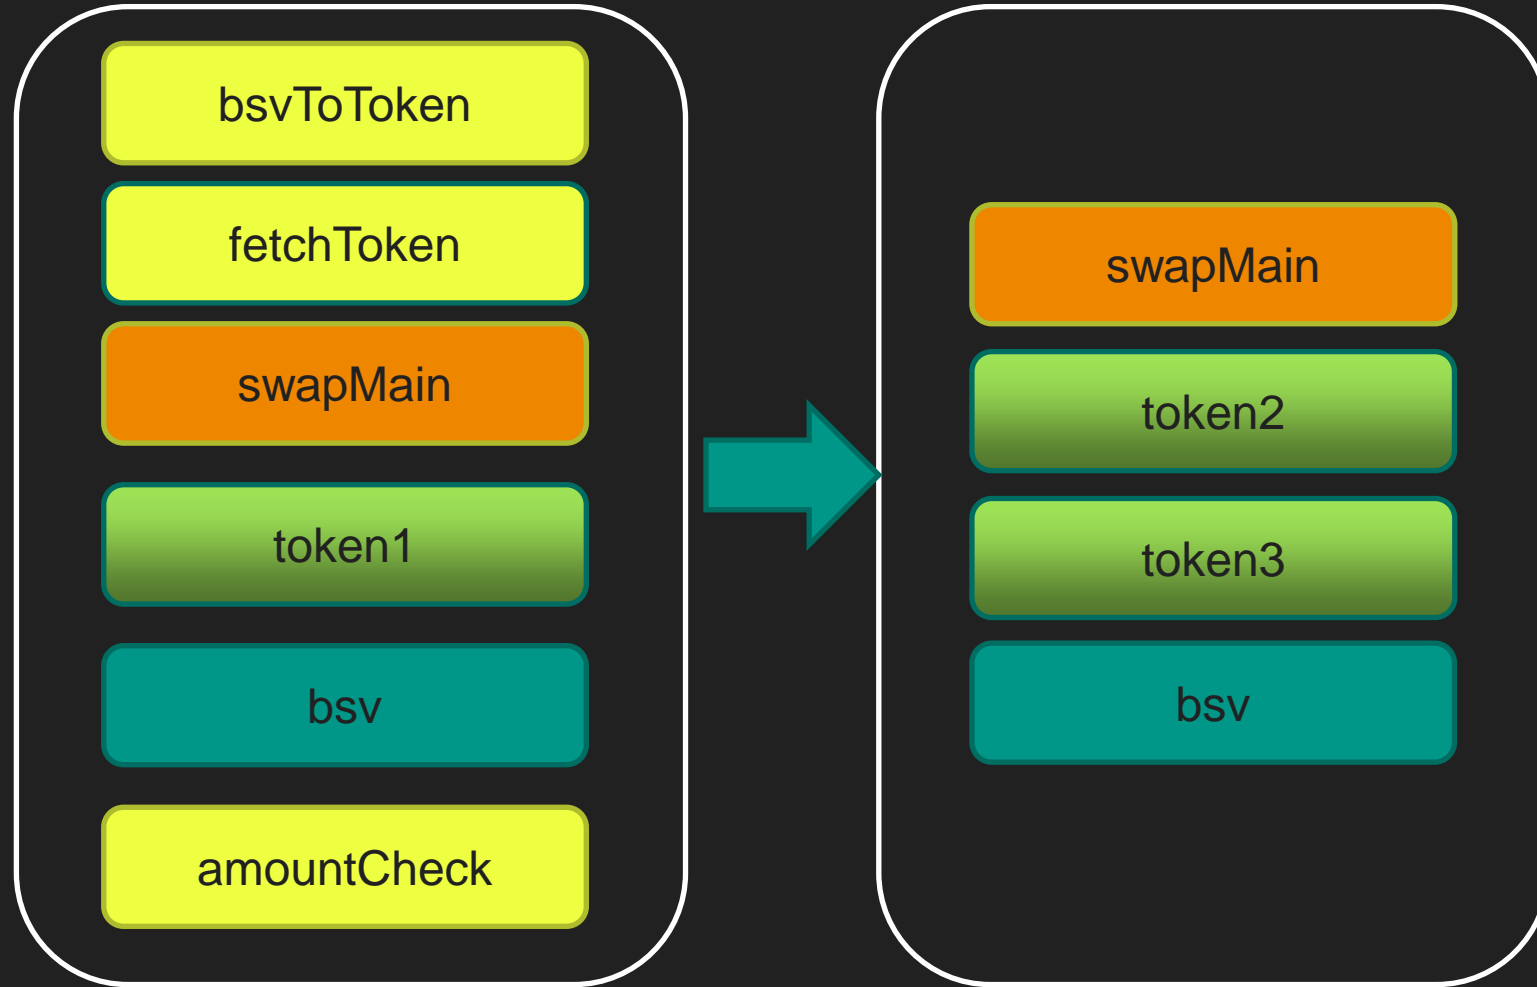 bsvToToken
fetchToken
swapMain
token1
bsv
amountCheck
swapMain
token2
token3
bsv